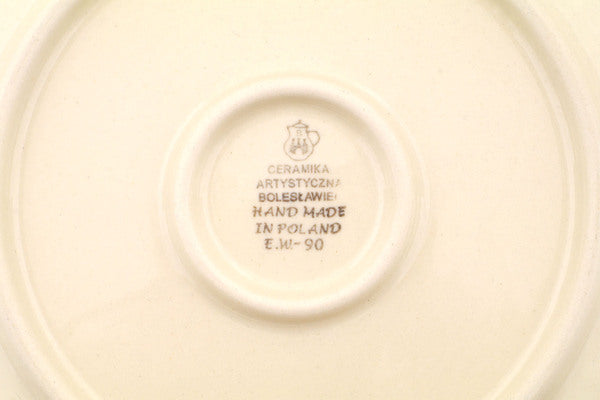 CERAMIKA
ARTYSTYCZNA
BOLESŁAWIEC
HAND MADE
IN POLAND
E.W-90